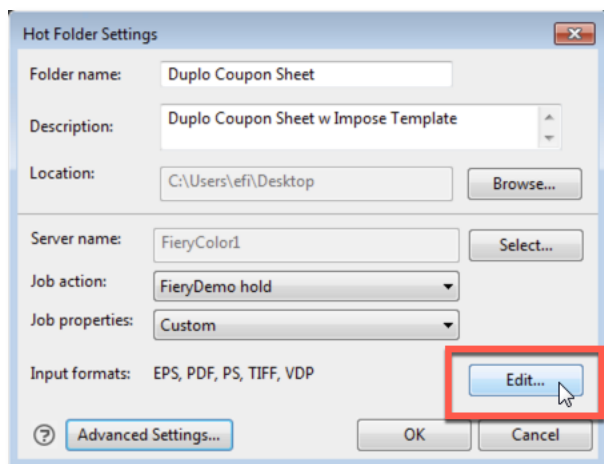 Hot Folder Settings
Folder name: Duplo Coupon Sheet
Description: Duplo Coupon Sheet w Impose Template
Location: C:\Users\efi\Desktop Browse...
Server name: FieryColor1 Select...
Job action: FieryDemo hold
Job properties: Custom
Input formats: EPS, PDF, PS, TIFF, VDP Edit...
? Advanced Settings... OK Cancel